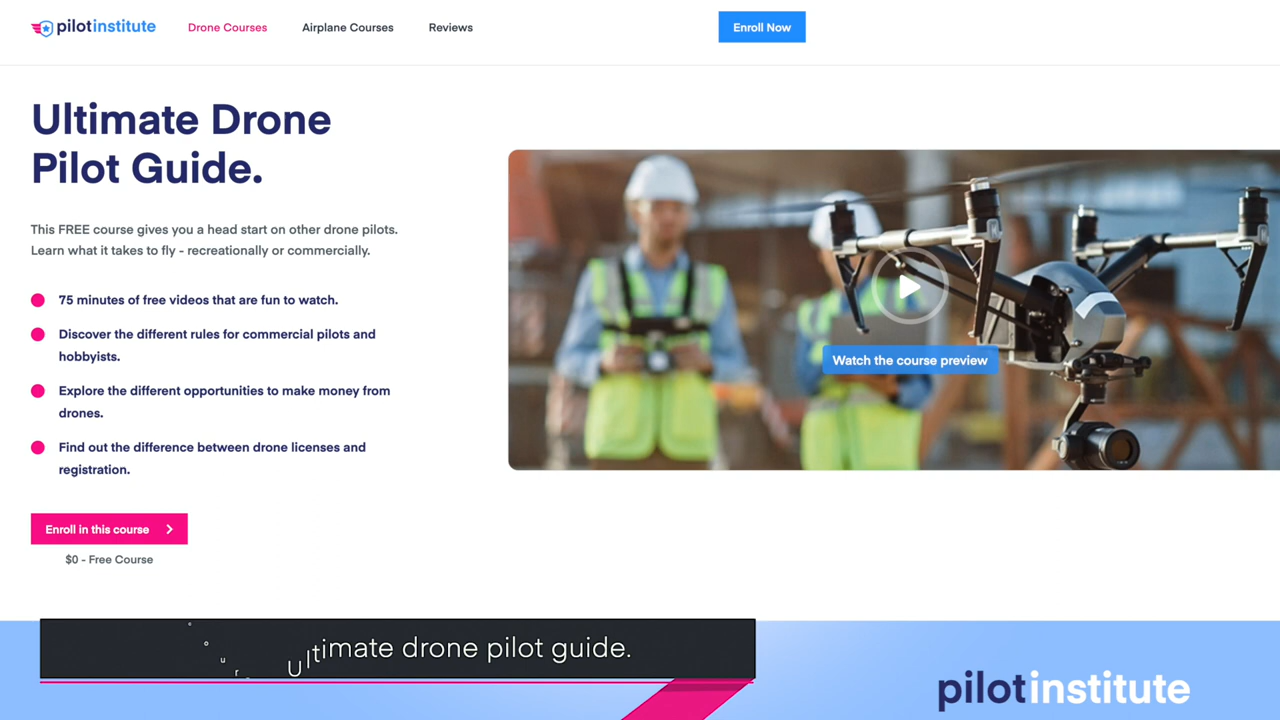 pilotinstitute
Drone Courses
Airplane Courses
Reviews
Enroll Now
Ultimate Drone
Pilot Guide.
This FREE course gives you a head start on other drone pilots.
Learn what it takes to fly - recreationally or commercially.
75 minutes of free videos that are fun to watch.
Discover the different rules for commercial pilots and
hobbyists.
Explore the different opportunities to make money from
drones.
Find out the difference between drone licenses and
registration.
Enroll in this course
$0 - Free Course
Watch the course preview
our Ultimate drone pilot guide.
pilotinstitute